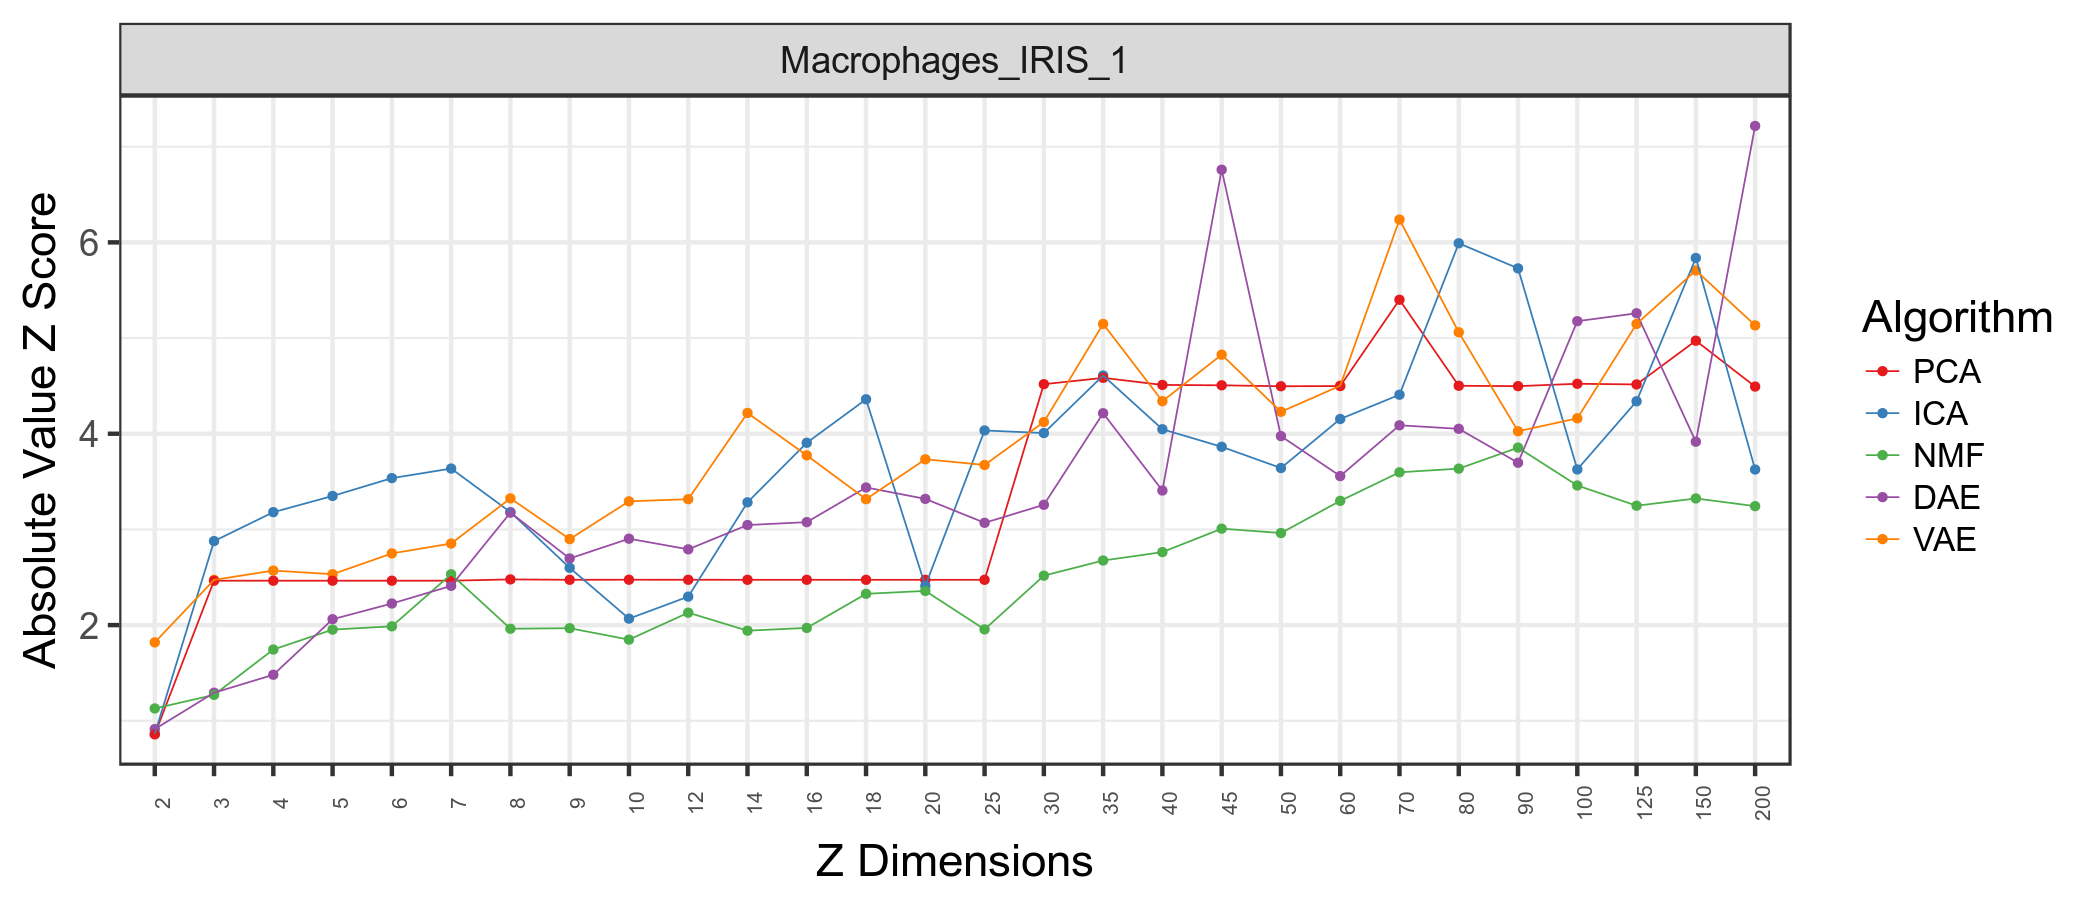 Macrophages_IRIS_1
Absolute Value Z Score
6
4
2
2 3 4 5 6 7 8 9 10 12 14 16 18 20 25 30 35 40 45 50 60 70 80 90 100 125 150 200
Z Dimensions
Algorithm
PCA
ICA
NMF
DAE
VAE